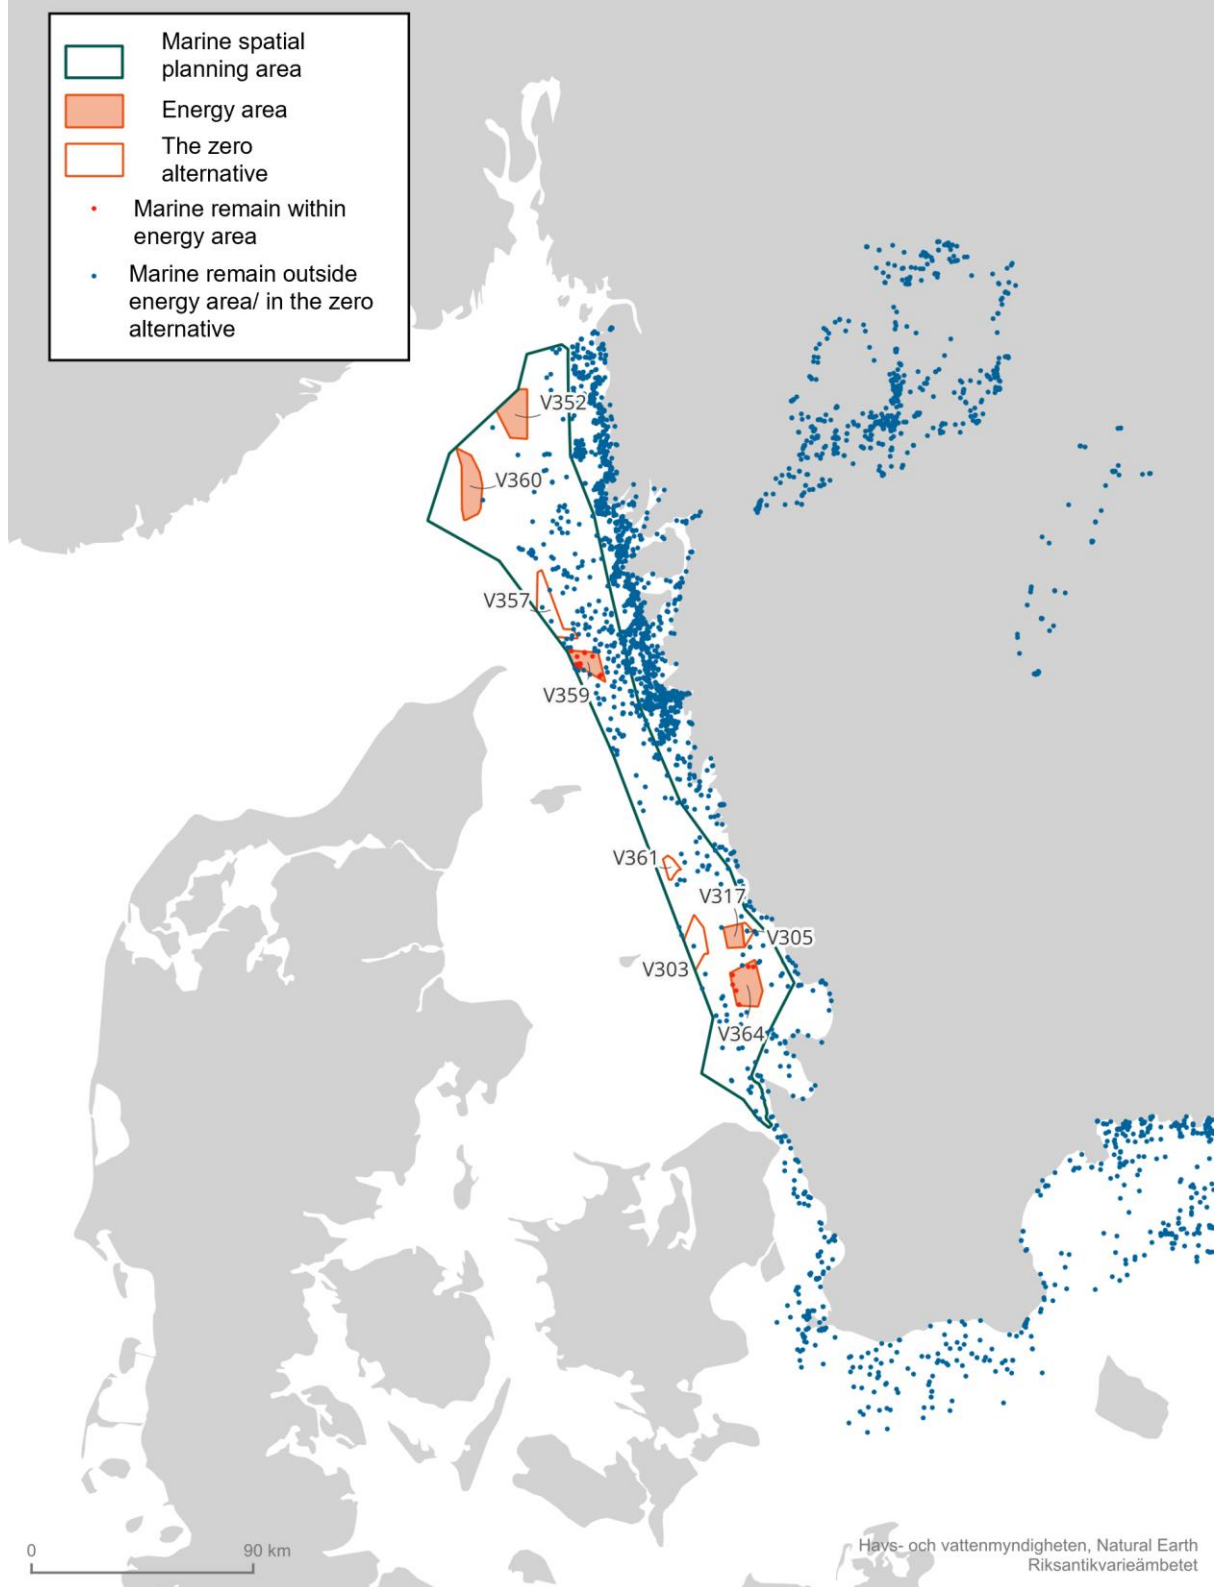 Marine spatial
planning area
Energy area
The zero
alternative
Marine remain within
energy area
Marine remain outside
energy area/ in the zero
alternative
V352
V360
V357
V359
V361
V317
V305
V303
V364
0
90 km
Havs- och vattenmyndigheten, Natural Earth
Riksantikvarieämbetet